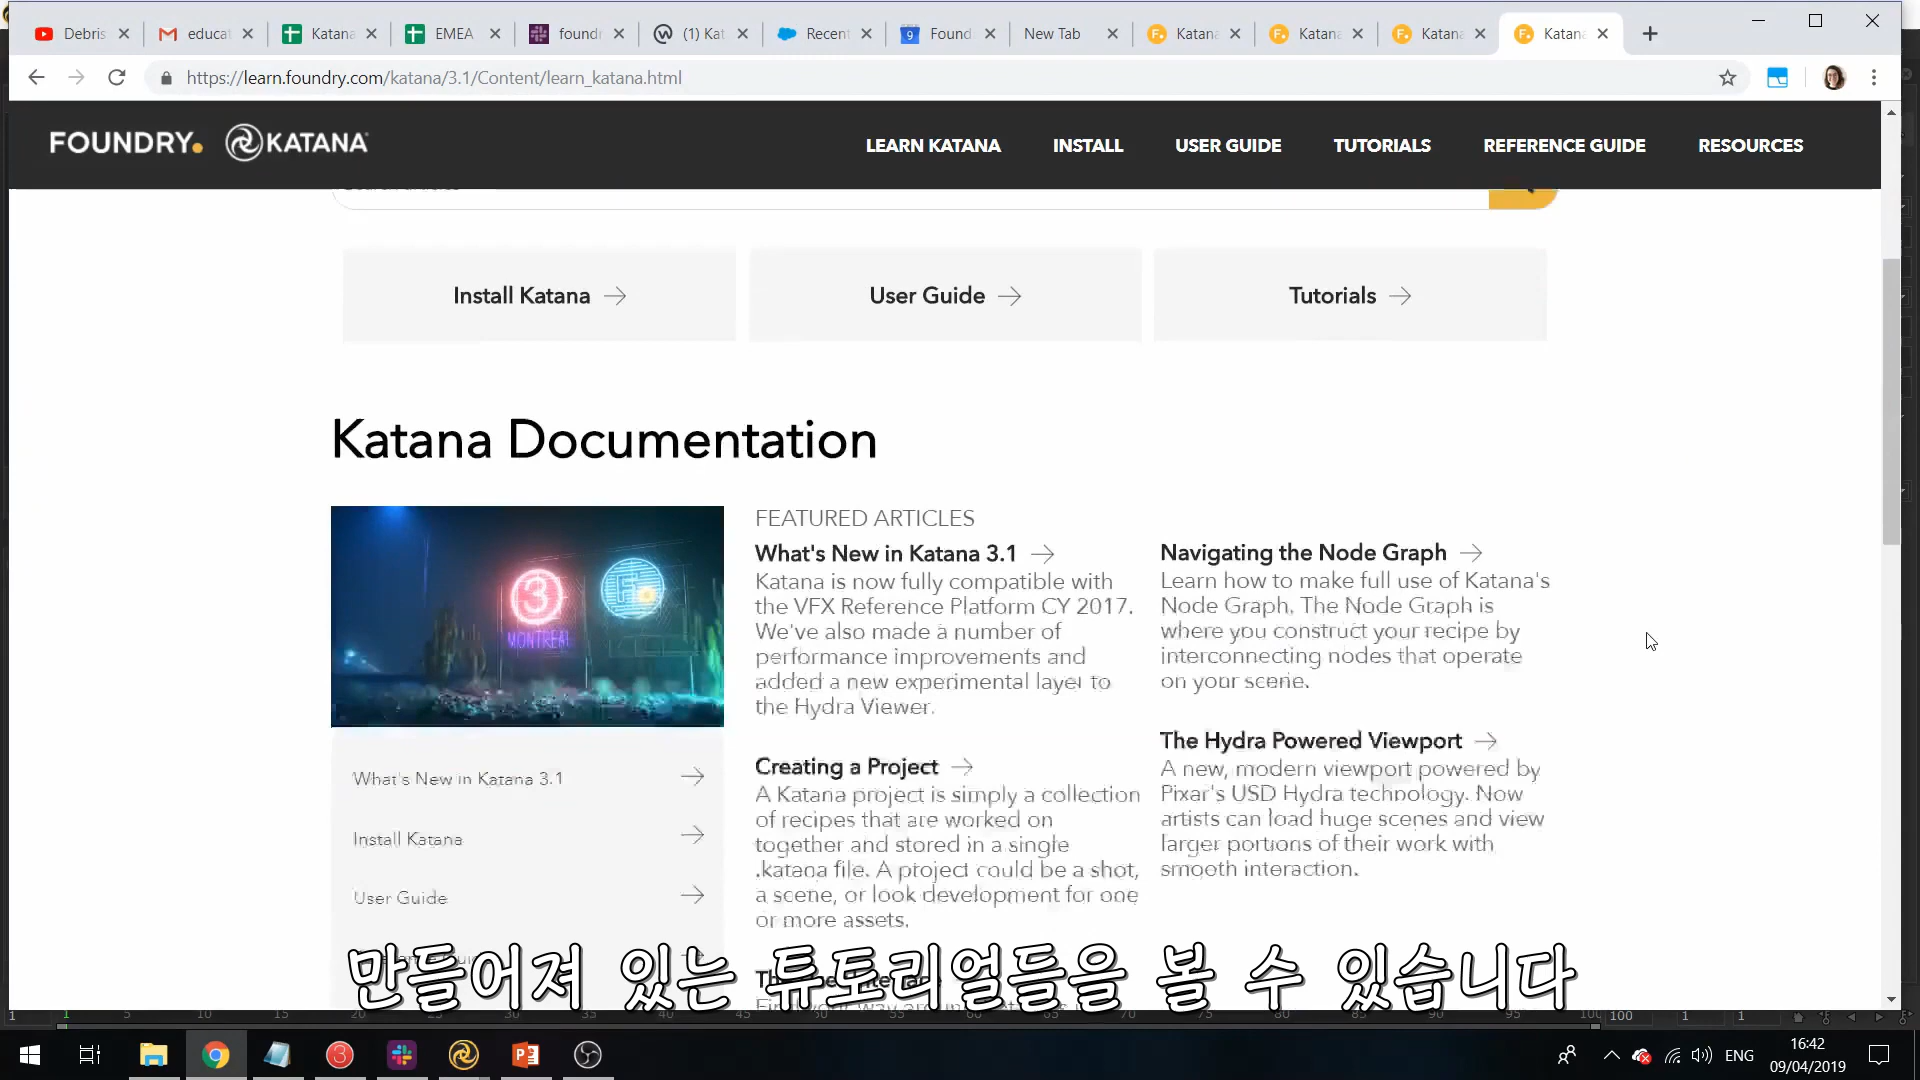 Debris
educat
Katana
EMEA
found
(1) Kat
Recent
Found
New Tab
Katana
Katana
Katana
Katana
https://learn.foundry.com/katana/3.1/Content/learn_katana.html
FOUNDRY. KATANA
LEARN KATANA
INSTALL
USER GUIDE
TUTORIALS
REFERENCE GUIDE
RESOURCES
Install Katana
User Guide
Tutorials
Katana Documentation
3
MONTREAL
F
What's New in Katana 3.1
Install Katana
User Guide
FEATURED ARTICLES
What's New in Katana 3.1
Katana is now fully compatible with
the VFX Reference Platform CY 2017.
We've also made a number of
performance improvements and
added a new experimental layer to
the Hydra Viewer.
Creating a Project
A Katana project is simply a collection
of recipes that are worked on
together and stored in a single
.katana file. A project could be a shot,
a scene, or look development for one
or more assets.
Navigating the Node Graph
Learn how to make full use of Katana's
Node Graph. The Node Graph is
where you construct your recipe by
interconnecting nodes that operate
on your scene.
The Hydra Powered Viewport
A new, modern viewport powered by
Pixar's USD Hydra technology. Now
artists can load huge scenes and view
larger portions of their work with
smooth interaction.
만들어져 있는 튜토리얼들을 볼 수 있습니다
100 1 1
ENG
16:42
09/04/2019